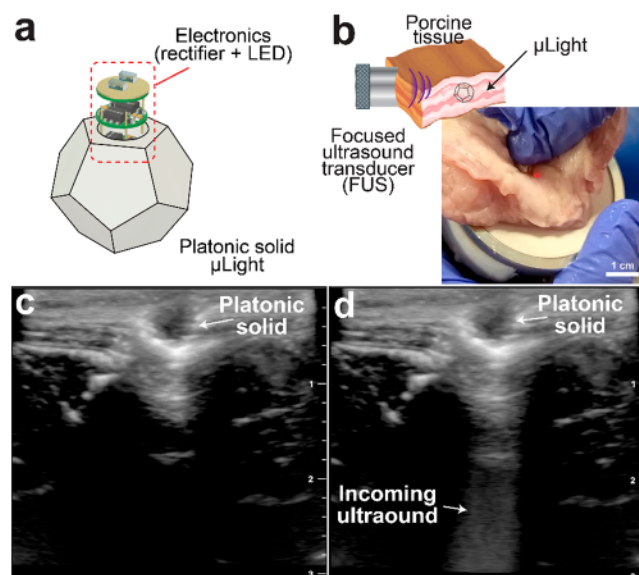 a
Electronics
(rectifier + LED)
Platonic solid
µLight
b
Porcine
tissue
µLight
Focused
ultrasound
transducer
(FUS)
1 cm
c
Platonic
solid
1
2
3
d
Platonic
solid
1
2
Incoming
ultraound